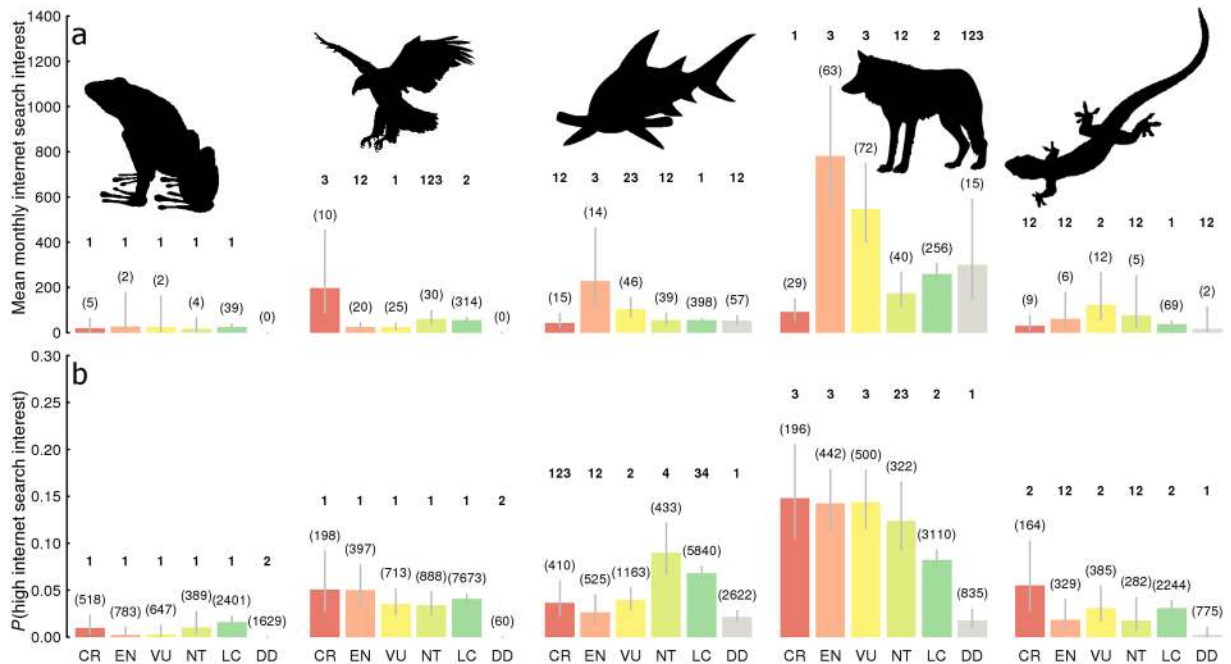 a
Mean monthly internet search interest
1400
1200
1000
800
600
400
200
0
1 1 1 1 1
(5) (2) (2) (4) (39) (0)
3 12 1 123 2
(10) (20) (25) (30) (314) (0)
12 3 23 12 1 12
(15) (14) (46) (39) (398) (57)
1 3 3 12 2 123
(29) (63) (72) (40) (256) (15)
12 12 2 12 1 12
(9) (6) (12) (5) (69) (2)
b
P(high internet search interest)
0.30
0.25
0.20
0.15
0.10
0.05
0.00
1 1 1 1 1 2
(518) (783) (647) (389) (2401) (1629)
1 1 1 1 1 2
(198) (397) (713) (888) (7673) (60)
123 12 2 4 34 1
(410) (525) (1163) (433) (5840) (2622)
3 3 3 23 2 1
(196) (442) (500) (322) (3110) (835)
2 12 2 12 2 1
(164) (329) (385) (282) (2244) (775)
CR EN VU NT LC DD
CR EN VU NT LC DD
CR EN VU NT LC DD
CR EN VU NT LC DD
CR EN VU NT LC DD